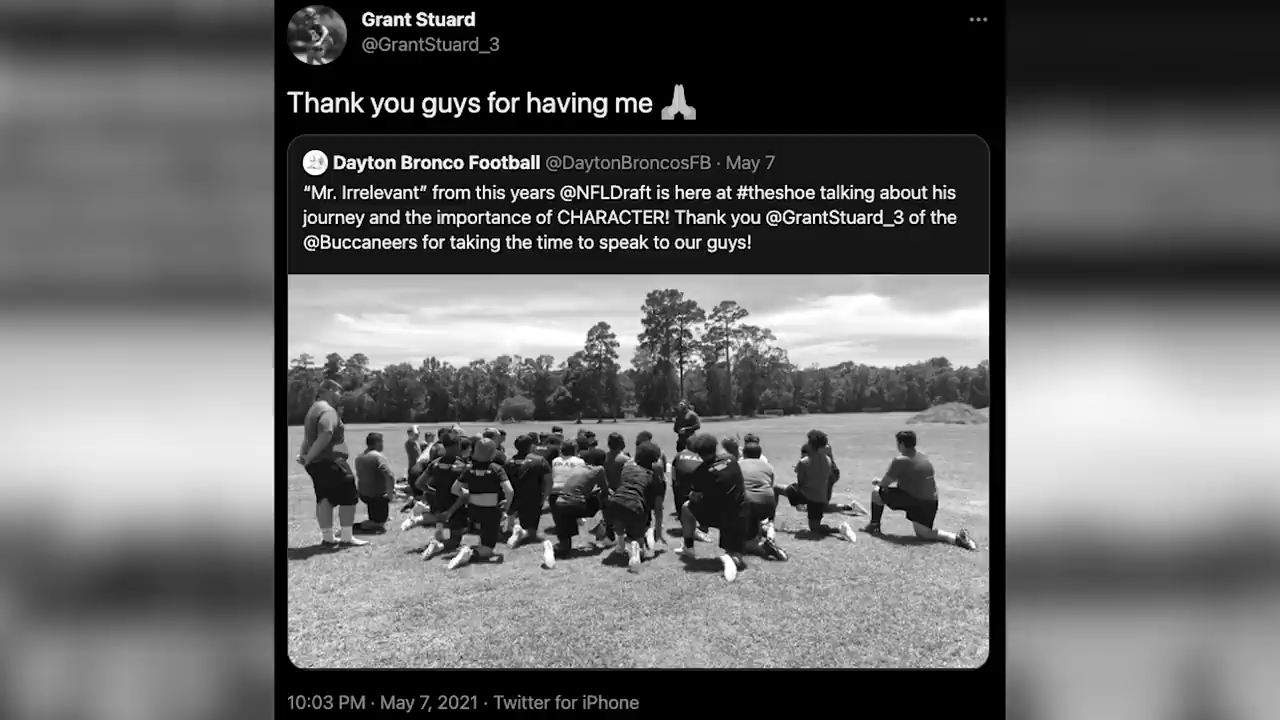 Grant Stuard
@GrantStuard_3
Thank you guys for having me 🙏
Dayton Bronco Football @DaytonBroncosFB · May 7
“Mr. Irrelevant” from this years @NFLDraft is here at #theshoe talking about his
journey and the importance of CHARACTER! Thank you @GrantStuard_3 of the
@Buccaneers for taking the time to speak to our guys!
10:03 PM · May 7, 2021 · Twitter for iPhone